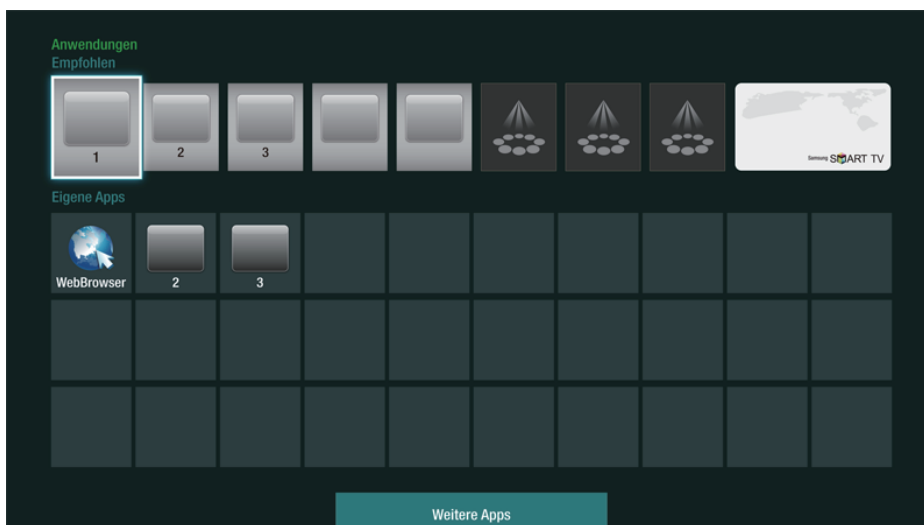 Anwendungen
Empfohlen
1
2
3
Samsung SMART TV
Eigene Apps
WebBrowser
2
3
Weitere Apps